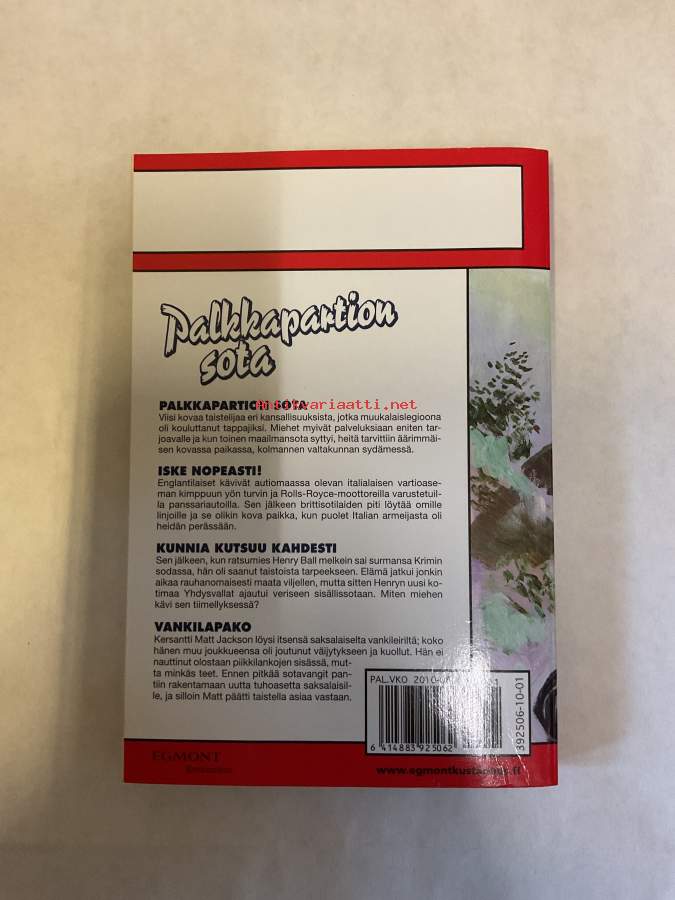 Palkkapartion
sota
PALKKAPARTION SOTA
antikvariaatti.net
Viisi kovaa taistelijaa eri kansallisuuksista, jotka muukalaislegioona
oli kouluttanut tappajiksi. Miehet myivät palveluksiaan eniten tar-
joavalle ja kun toinen maailmansota syttyi, heitä tarvittiin äärimmäi-
sen kovassa paikassa, kolmannen valtakunnan sydämessä.
ISKE NOPEASTI!
Englantilaiset kävivät autiomaassa olevan italialaisen vartioase-
man kimppuun yön turvin ja Rolls-Royce-moottoreilla varustetuil-
la panssariautoilla. Sen jälkeen brittisotilaiden piti löytää omille
linjoille ja se olikin kova paikka, kun puolet Italian armeijasta oli
heidän perässään.
KUNNIA KUTSUU KAHDESTI
Sen jälkeen, kun ratsumies Henry Ball melkein sai surmansa Krimin
sodassa, hän oli saanut taistoista tarpeekseen. Elämä jatkui jonkin
aikaa rauhanomaisesti maata viljellen, mutta sitten Henryn uusi ko-
timaa Yhdysvallat ajautui veriseen sisällissotaan. Miten miehen
kävi sen tiimellyksessä?
VANKILAPAKO
Kersantti Matt Jackson löysi itsensä saksalaiselta vankileiriltä; koko
hänen muu joukkueensa oli joutunut väijytykseen ja kuollut. Hän ei
nauttinut olostaan piikkilankojen sisässä, mut-
ta minkäs teet. Ennen pitkää sotavangit pan-
tiin rakentamaan uutta tuhoasetta saksalaisil-
le, ja silloin Matt päätti taistella asiaa vastaan.
PAL.VKO 2010-
6 414883 925062
392506-10-01
EGMONT
Kustannus
www.egmontkustannus.fi